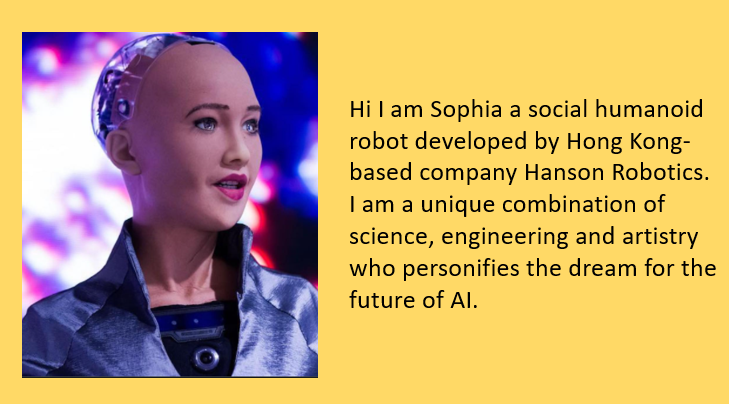 Hi I am Sophia a social humanoid
robot developed by Hong Kong-
based company Hanson Robotics.
I am a unique combination of
science, engineering and artistry
who personifies the dream for the
future of AI.